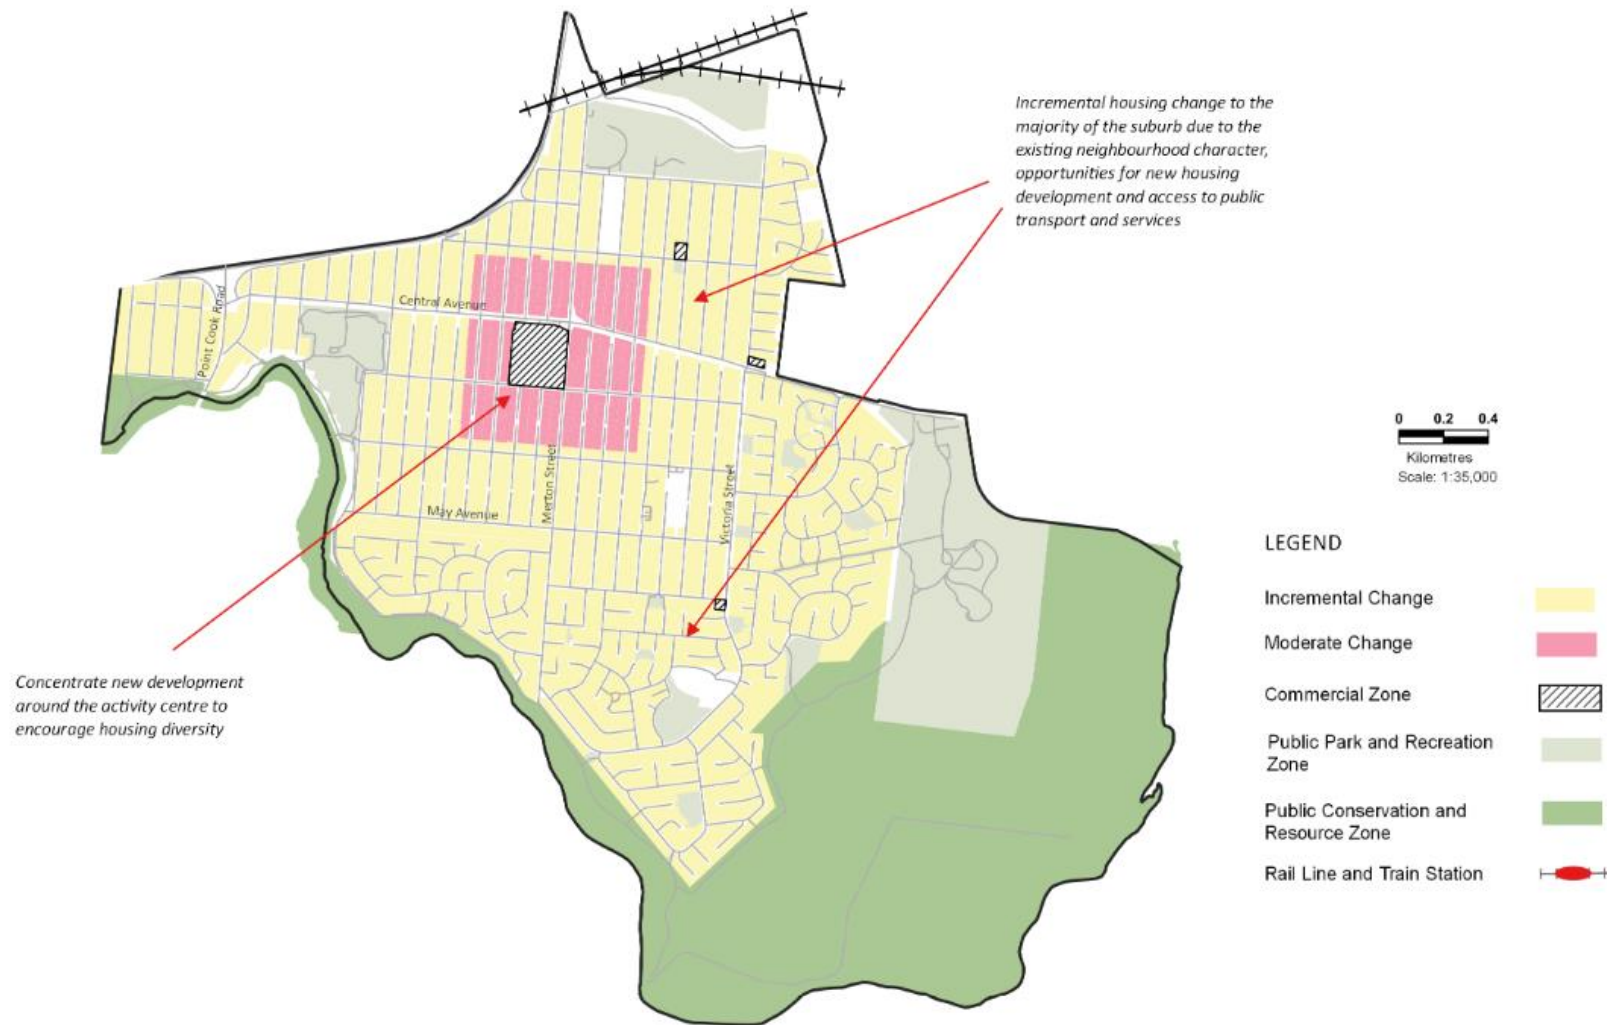 Incremental housing change to the
majority of the suburb due to the
existing neighbourhood character,
opportunities for new housing
development and access to public
transport and services
Point Cook Road
Central Avenue
Merton Street
May Avenue
Victoria Street
0 0.2 0.4
Kilometres
Scale: 1:35,000
Concentrate new development
around the activity centre to
encourage housing diversity
LEGEND
Incremental Change
Moderate Change
Commercial Zone
Public Park and Recreation
Zone
Public Conservation and
Resource Zone
Rail Line and Train Station